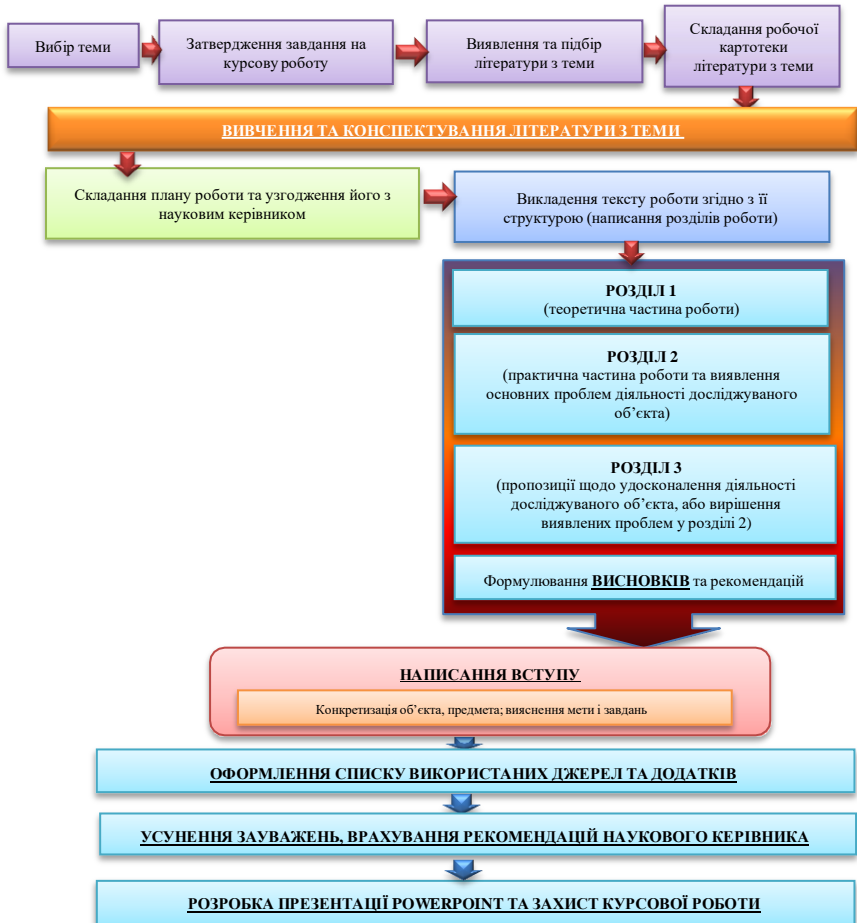 Вибір теми
Затвердження завдання на
курсову роботу
Виявлення та підбір
літератури з теми
Складання робочої
картотеки
літератури з теми
ВИВЧЕННЯ ТА КОНСПЕКТУВАННЯ ЛІТЕРАТУРИ З ТЕМИ
Складання плану роботи та узгодження його з
науковим керівником
Викладення тексту роботи згідно з її
структурою (написання розділів роботи)
РОЗДІЛ 1
(теоретична частина роботи)
РОЗДІЛ 2
(практична частина роботи та виявлення
основних проблем діяльності досліджуваного
об’єкта)
РОЗДІЛ 3
(пропозиції щодо удосконалення діяльності
досліджуваного об’єкта, або вирішення
виявлених проблем у розділі 2)
Формулювання ВИСНОВКІВ та рекомендацій
НАПИСАННЯ ВСТУПУ
Конкретизація об’єкта, предмета; вияснення мети і завдань
ОФОРМЛЕННЯ СПИСКУ ВИКОРИСТАНИХ ДЖЕРЕЛ ТА ДОДАТКІВ
УСУНЕННЯ ЗАУВАЖЕНЬ, ВРАХУВАННЯ РЕКОМЕНДАЦІЙ НАУКОВОГО КЕРІВНИКА
РОЗРОБКА ПРЕЗЕНТАЦІЇ POWERPOINT ТА ЗАХИСТ КУРСОВОЇ РОБОТИ